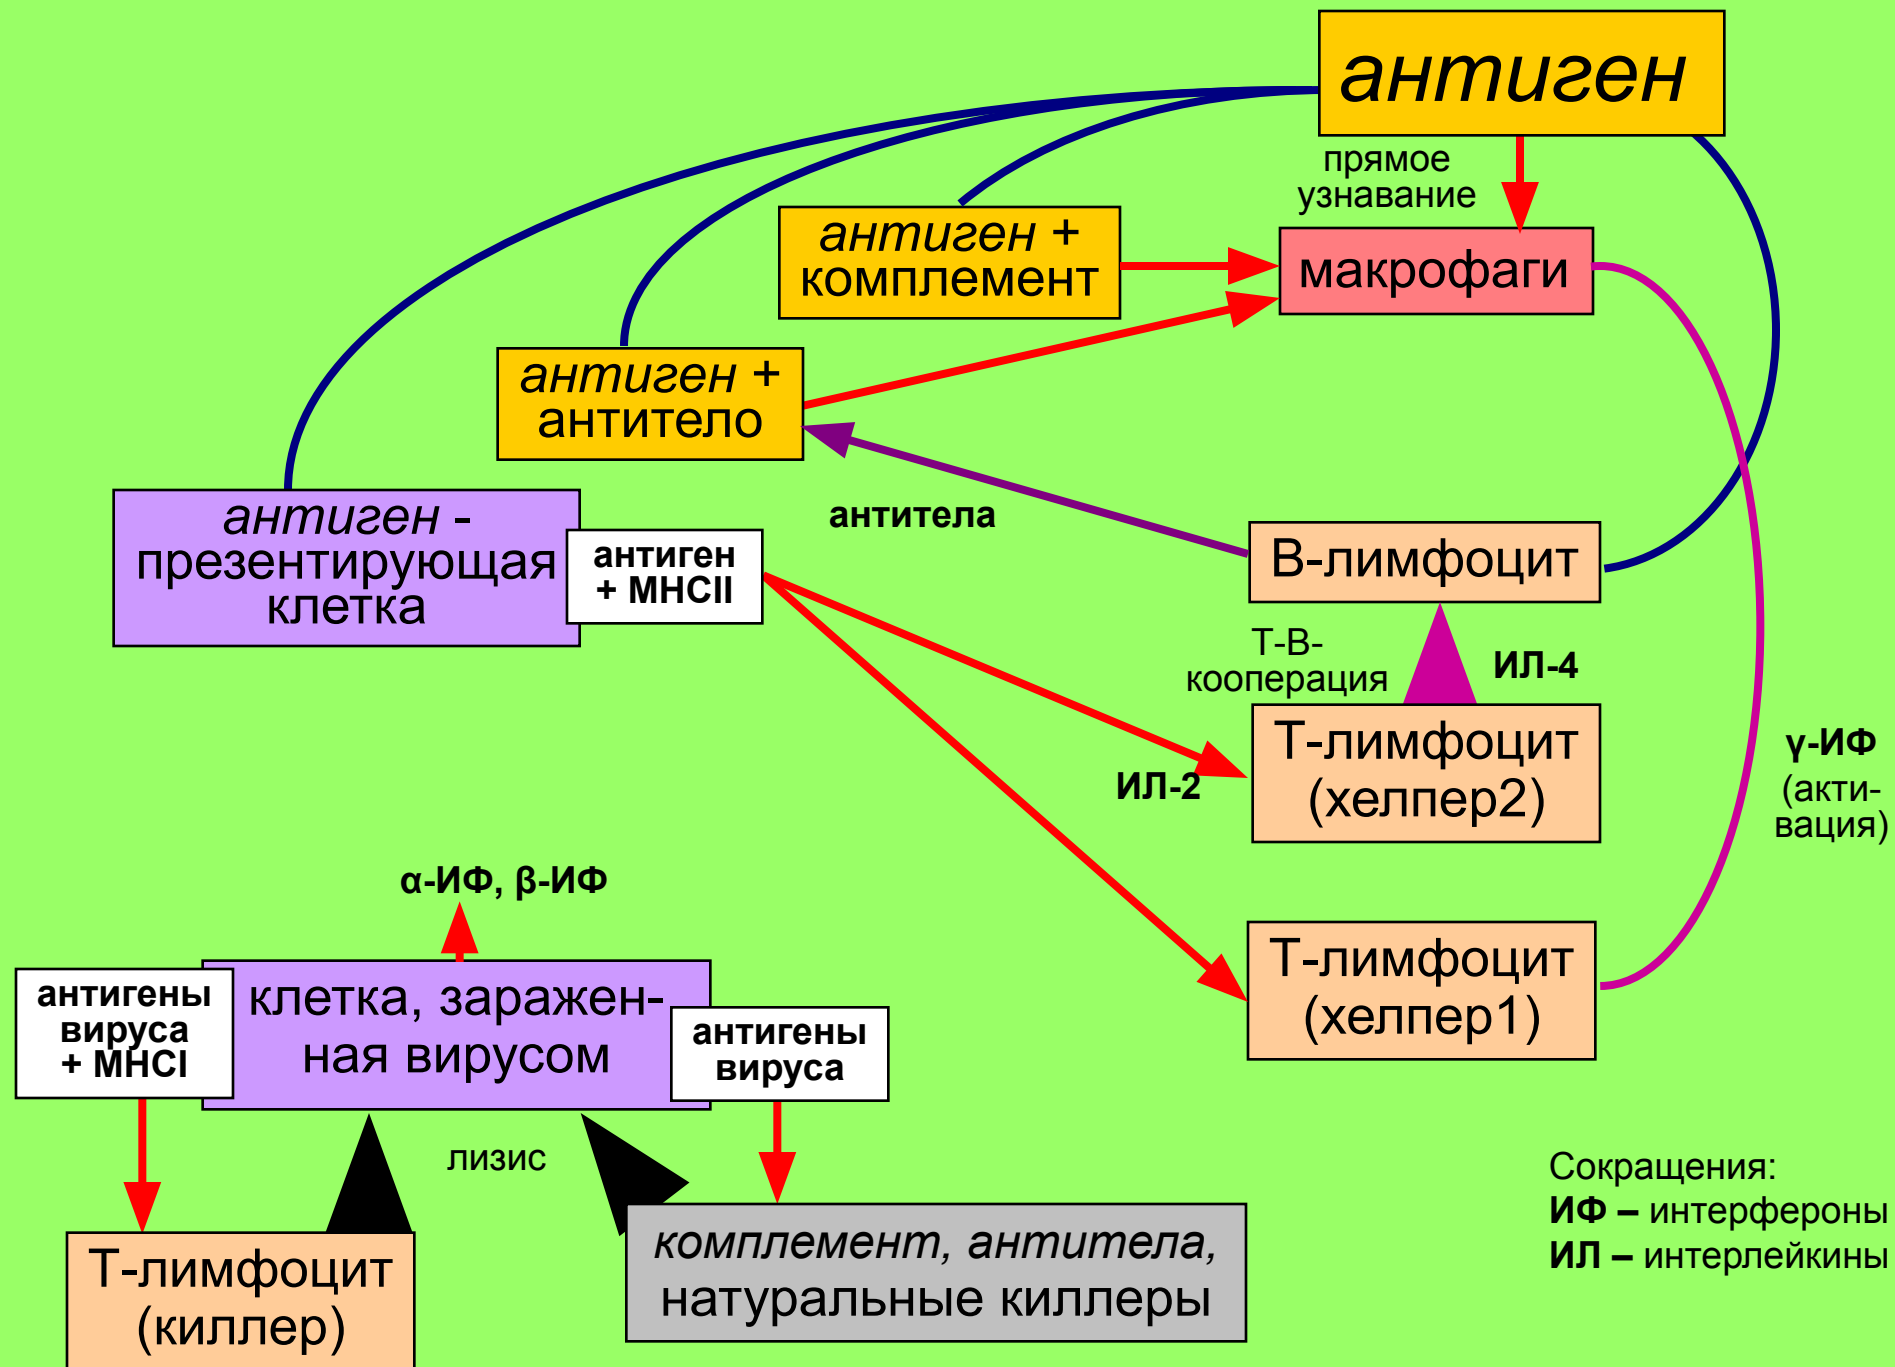 антиген
прямое
узнавание
антиген +
комплемент
макрофаги
антиген +
антитело
антиген -
презентирующая
клетка
антиген
+ MHCII
антитела
В-лимфоцит
Т-В-
кооперация
ИЛ-4
Т-лимфоцит
(хелпер2)
ИЛ-2
γ-ИФ
(акти-
вация)
α-ИФ, β-ИФ
Т-лимфоцит
(хелпер1)
антигены
вируса
+ MHCI
клетка, заражен-
ная вирусом
антигены
вируса
лизис
Т-лимфоцит
(киллер)
комплемент, антитела,
натуральные киллеры
Сокращения:
ИФ – интерфероны
ИЛ – интерлейкины